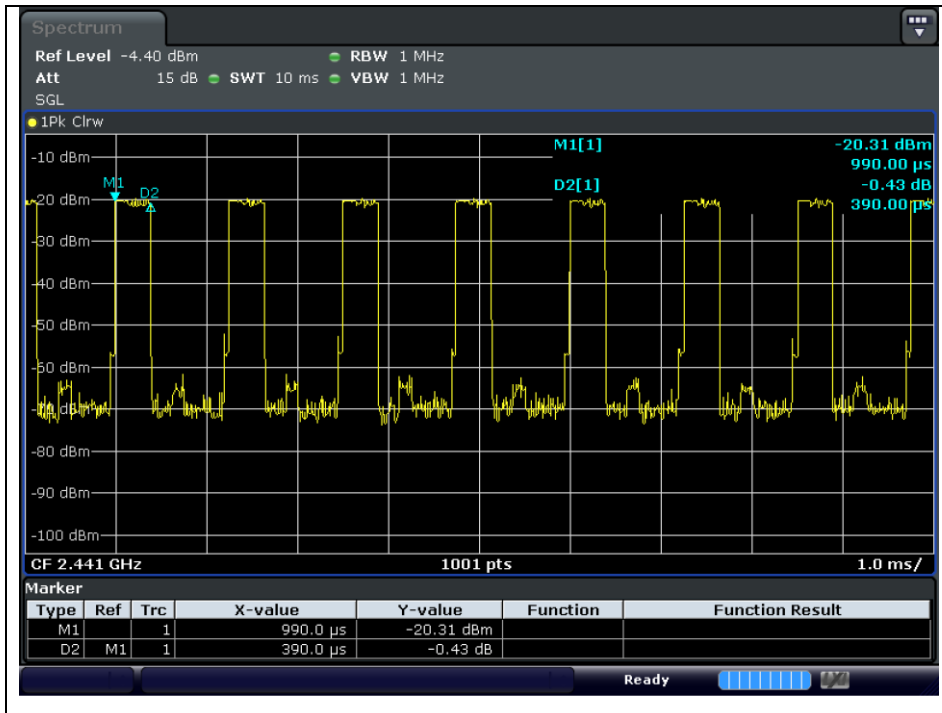 Spectrum
Ref Level -4.40 dBm RBW 1 MHz
Att 15 dB SWT 10 ms VBW 1 MHz
SGL
1Pk Clrw
M1[1] -20.31 dBm
990.00 µs
D2[1] -0.43 dB
390.00 µs
M1
D2
-10 dBm
-20 dBm
-30 dBm
-40 dBm
-50 dBm
-60 dBm
-70 dBm
-80 dBm
-90 dBm
-100 dBm
CF 2.441 GHz 1001 pts 1.0 ms/
Marker
Type Ref Trc X-value Y-value Function Function Result
M1 1 990.0 µs -20.31 dBm
D2 M1 1 390.0 µs -0.43 dB
Ready